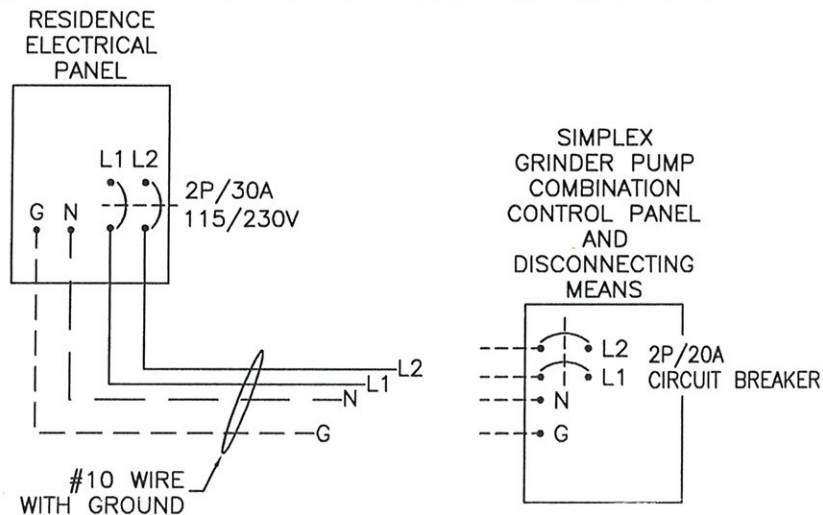 RESIDENCE
ELECTRICAL
PANEL
L1 L2
G N
2P/30A
115/230V
L2
L1
N
G
#10 WIRE
WITH GROUND
SIMPLEX
GRINDER PUMP
COMBINATION
CONTROL PANEL
AND
DISCONNECTING
MEANS
L2
L1
N
G
2P/20A
CIRCUIT BREAKER